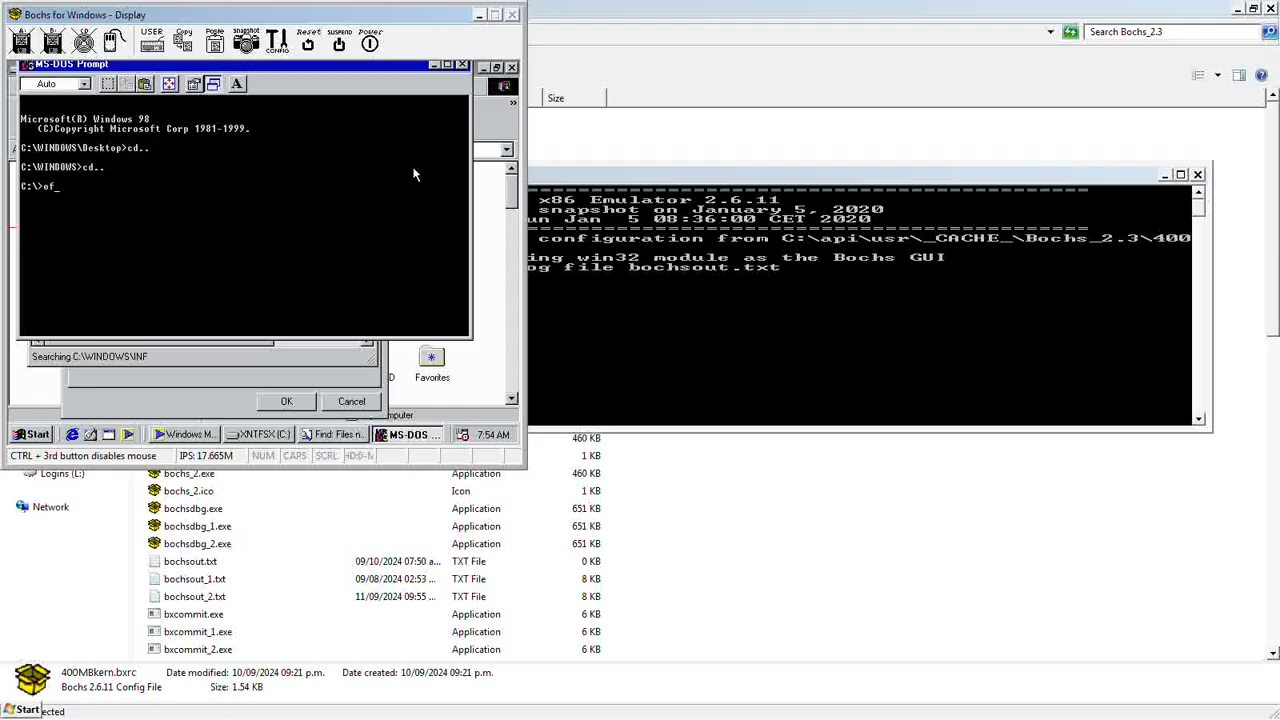 Bochs for Windows - Display
USER
Copy
Paste
Snapshot
CONFIG
Reset
SUSPEND
Power
Search Bochs_2.3
MS-DOS Prompt
Auto
A
Size
Microsoft(R) Windows 98
(C)Copyright Microsoft Corp 1981-1999.
C:\WINDOWS\Desktop>cd..
C:\WINDOWS>cd..
C:\>of_
x86 Emulator 2.6.11
snapshot on January 5, 2020
un Jan 5 08:36:00 CET 2020
configuration from C:\api\usr\_CACHE_\Bochs_2.3\400
ing win32 module as the Bochs GUI
og file bochsout.txt
Searching C:\WINDOWS\INF
D
Favorites
OK
Cancel
mputer
Start
Windows M...
XNTFSX (C:)
Find: Files n...
MS-DOS ...
7:54 AM
CTRL + 3rd button disables mouse
IPS: 17.665M
NUM
CAPS
SCRL
HD:0-M
460 KB
1 KB
Logins (L:)
bochs_2.exe Application 460 KB
bochs_2.ico Icon 1 KB
Network
bochsdbg.exe Application 651 KB
bochsdbg_1.exe Application 651 KB
bochsdbg_2.exe Application 651 KB
bochsout.txt 09/10/2024 07:50 a... TXT File 0 KB
bochsout_1.txt 09/08/2024 02:53 ... TXT File 8 KB
bochsout_2.txt 11/09/2024 09:55 ... TXT File 8 KB
bxcommit.exe Application 6 KB
bxcommit_1.exe Application 6 KB
bxcommit_2.exe Application 6 KB
400MBkern.bxrc Date modified: 10/09/2024 09:21 p.m. Date created: 10/09/2024 09:21 p.m.
Bochs 2.6.11 Config File Size: 1.54 KB
Start
ected